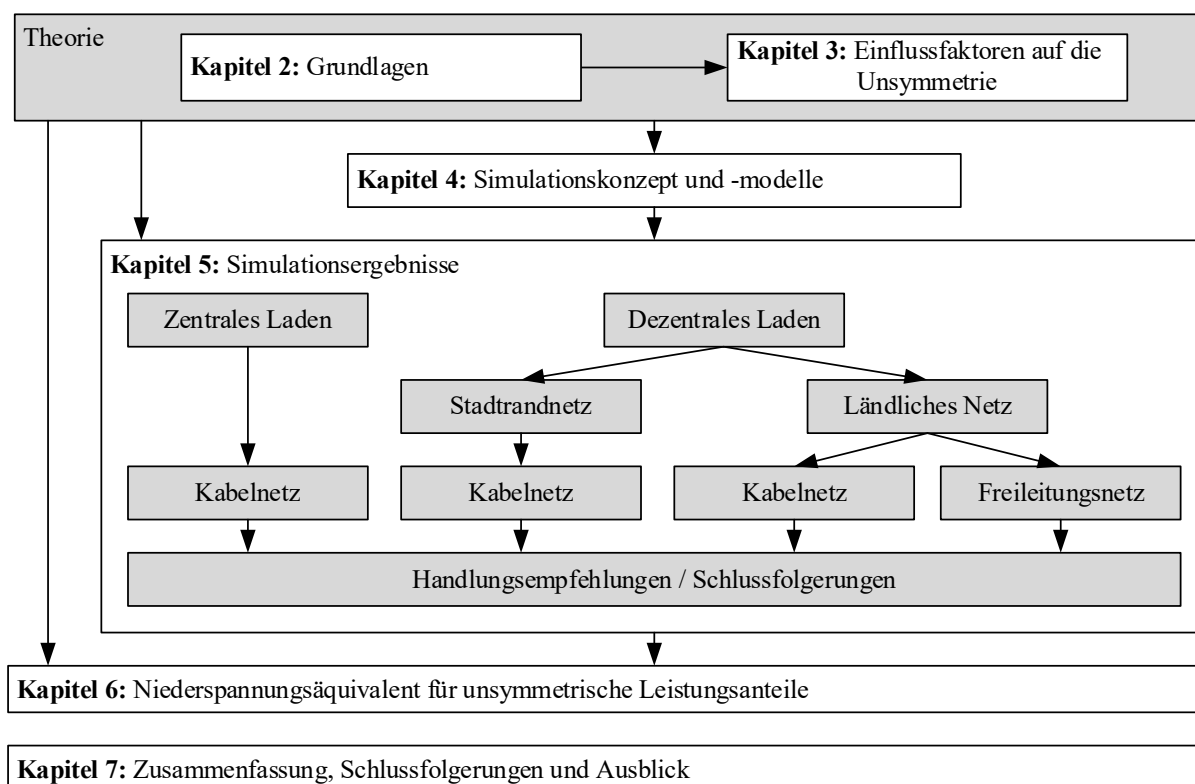 Theorie
Kapitel 2: Grundlagen
Kapitel 3: Einflussfaktoren auf die
Unsymmetrie
Kapitel 4: Simulationskonzept und -modelle
Kapitel 5: Simulationsergebnisse
Zentrales Laden
Dezentrales Laden
Stadtrandnetz
Ländliches Netz
Kabelnetz
Kabelnetz
Kabelnetz
Freileitungsnetz
Handlungsempfehlungen / Schlussfolgerungen
Kapitel 6: Niederspannungsäquivalent für unsymmetrische Leistungsanteile
Kapitel 7: Zusammenfassung, Schlussfolgerungen und Ausblick